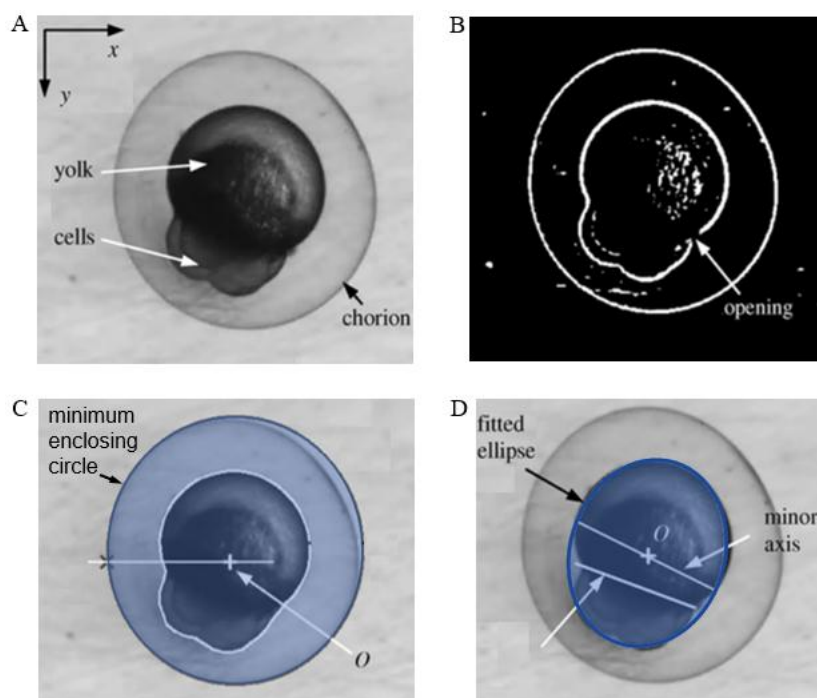 A
x
y
yolk
cells
chorion
B
opening
C
minimum
enclosing
circle
O
D
fitted
ellipse
O
minor
axis